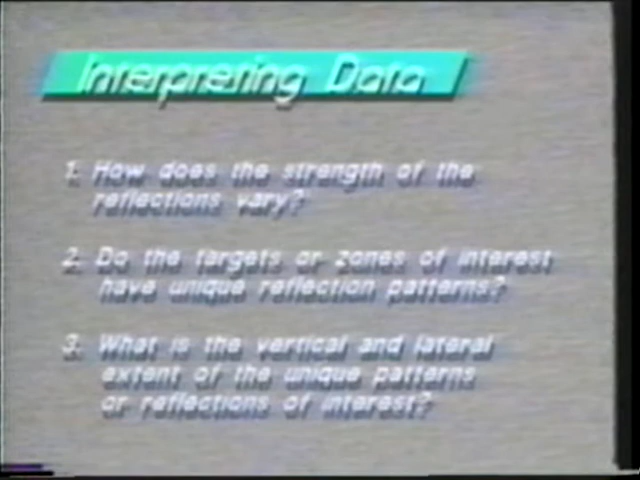 Interpreting Data
1. How does the strength of the
reflections vary?
2. Do the targets or zones of interest
have unique reflection patterns?
3. What is the vertical and lateral
extent of the unique patterns
or reflections of interest?